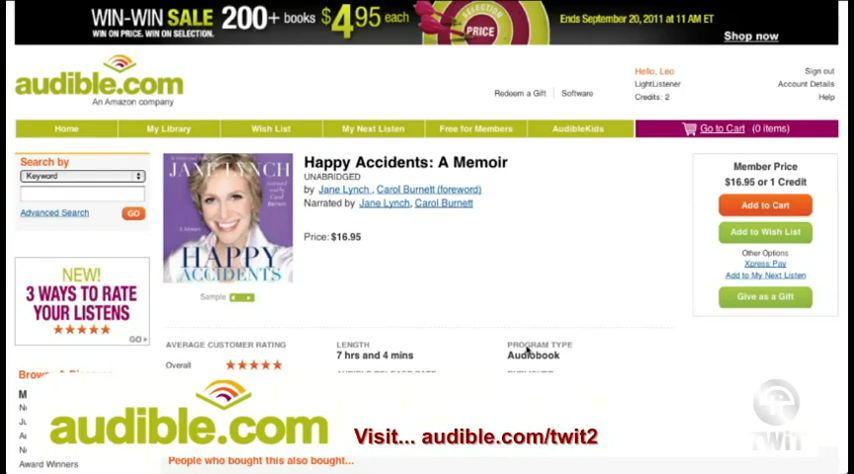 WIN-WIN SALE 200+ books $4.95 each
WIN ON PRICE. WIN ON SELECTION.
PRICE
Ends September 20, 2011 at 11 AM ET
Shop now
audible.com
An Amazon company
Redeem a Gift
Software
Hello, Leo
LightListener
Credits: 2
Sign out
Account Details
Help
Home
My Library
Wish List
My Next Listen
Free for Members
AudibleKids
Go to Cart (0 items)
Search by
Keyword
Advanced Search
GO
NEW!
3 WAYS TO RATE
YOUR LISTENS
GO
JANE LYNCH
HAPPY
ACCIDENTS
Sample
Happy Accidents: A Memoir
UNABRIDGED
by Jane Lynch , Carol Burnett (foreword)
Narrated by Jane Lynch, Carol Burnett
Price: $16.95
Member Price
$16.95 or 1 Credit
Add to Cart
Add to Wish List
Other Options
Xpress Pay
Add to My Next Listen
Give as a Gift
AVERAGE CUSTOMER RATING
Overall
LENGTH
7 hrs and 4 mins
PROGRAM TYPE
Audiobook
audible.com
Visit... audible.com/twit2
TWiT
Award Winners
People who bought this also bought...